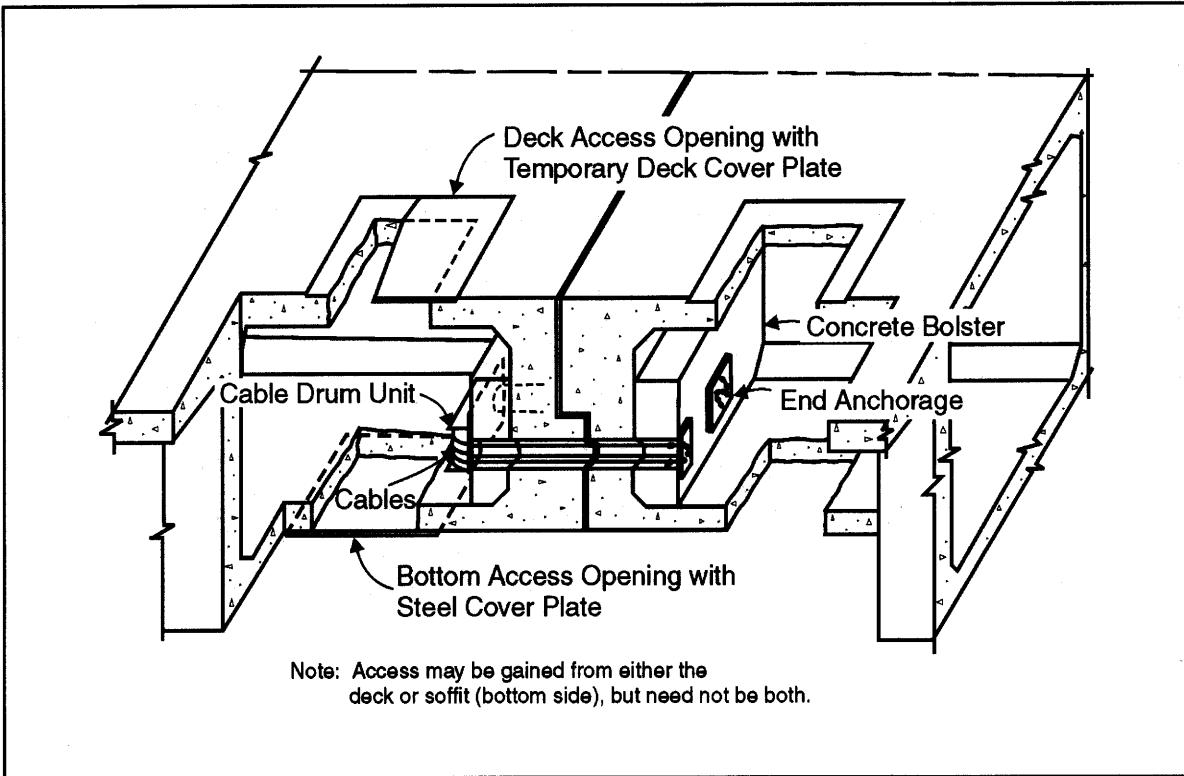 Deck Access Opening with
Temporary Deck Cover Plate
Concrete Bolster
Cable Drum Unit
End Anchorage
Cables
Bottom Access Opening with
Steel Cover Plate
Note: Access may be gained from either the
deck or soffit (bottom side), but need not be both.